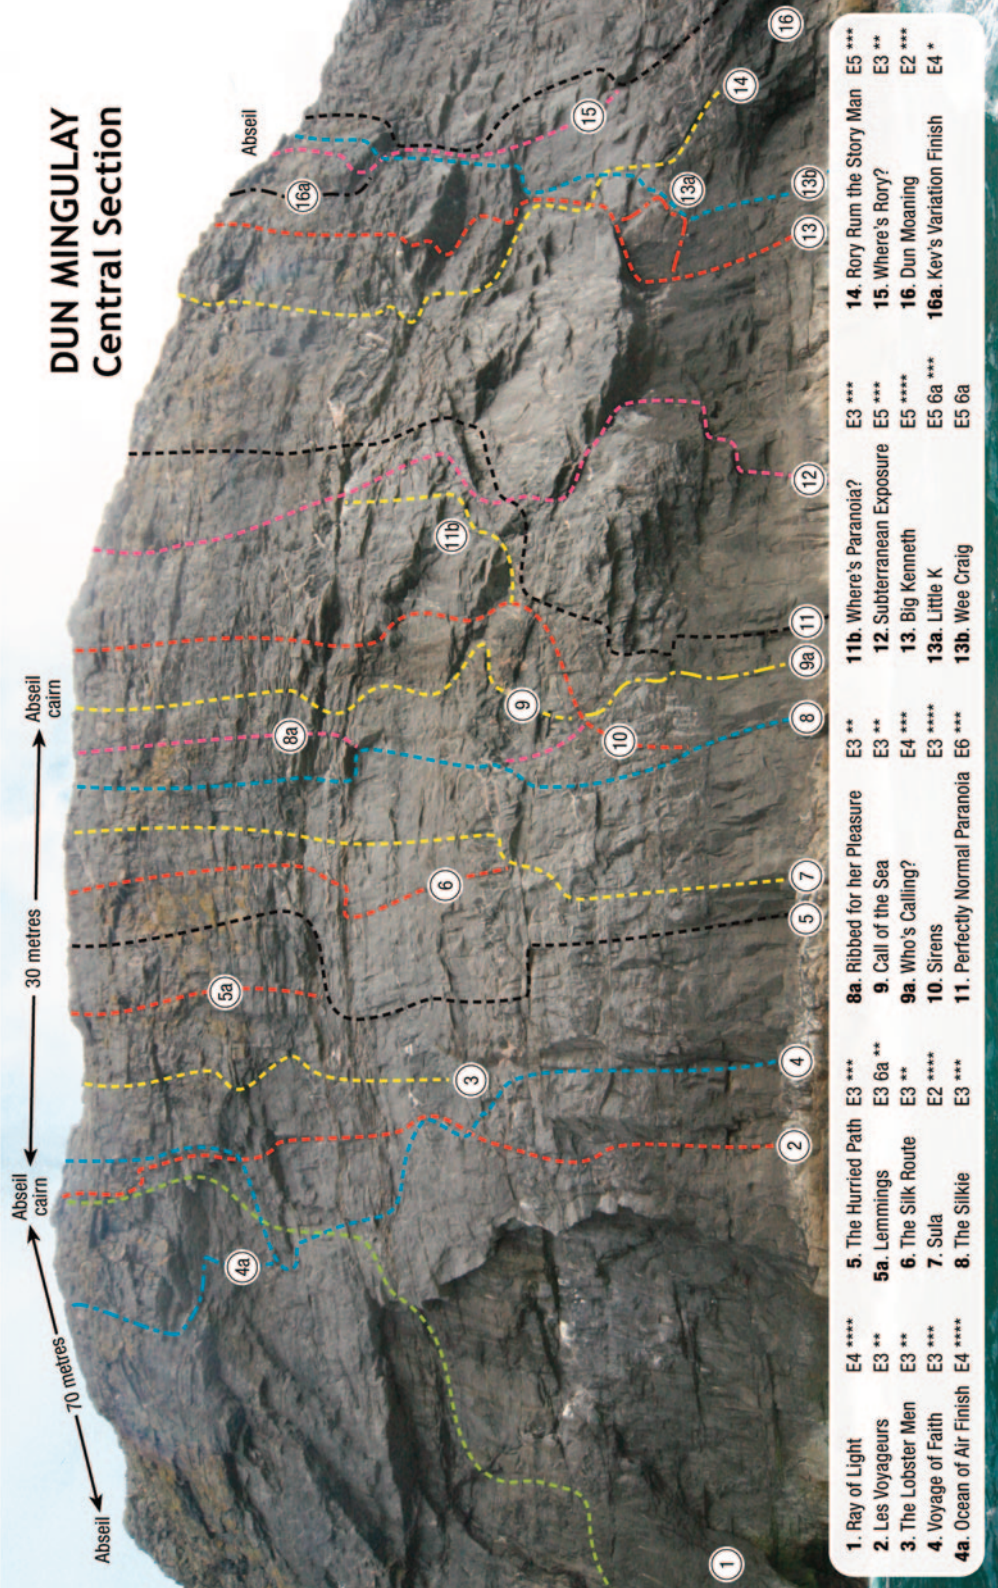 DUN MINGULAY
Central Section
Abseil
70 metres
Abseil
cairn
30 metres
Abseil
cairn
Abseil
1
2
3
4
4a
5
5a
6
7
8
8a
9
9a
10
11
11b
12
13
13a
13b
14
15
16
16a
1. Ray of Light E4 ****
2. Les Voyageurs E3 **
3. The Lobster Men E3 **
4. Voyage of Faith E3 ***
4a. Ocean of Air Finish E4 ****
5. The Hurried Path E3 ***
5a. Lemmings E3 6a **
6. The Silk Route E3 **
7. Sula E2 ****
8. The Silkie E3 ***
8a. Ribbed for her Pleasure E3 **
9. Call of the Sea E3 **
9a. Who's Calling? E4 ***
10. Sirens E3 ****
11. Perfectly Normal Paranoia E6 ***
11b. Where's Paranoia? E3 ***
12. Subterranean Exposure E5 ***
13. Big Kenneth E5 ****
13a. Little K E5 6a ***
13b. Wee Craig E5 6a
14. Rory Rum the Story Man E5 ***
15. Where's Rory? E3 **
16. Dun Moaning E2 ***
16a. Kev's Variation Finish E4 *